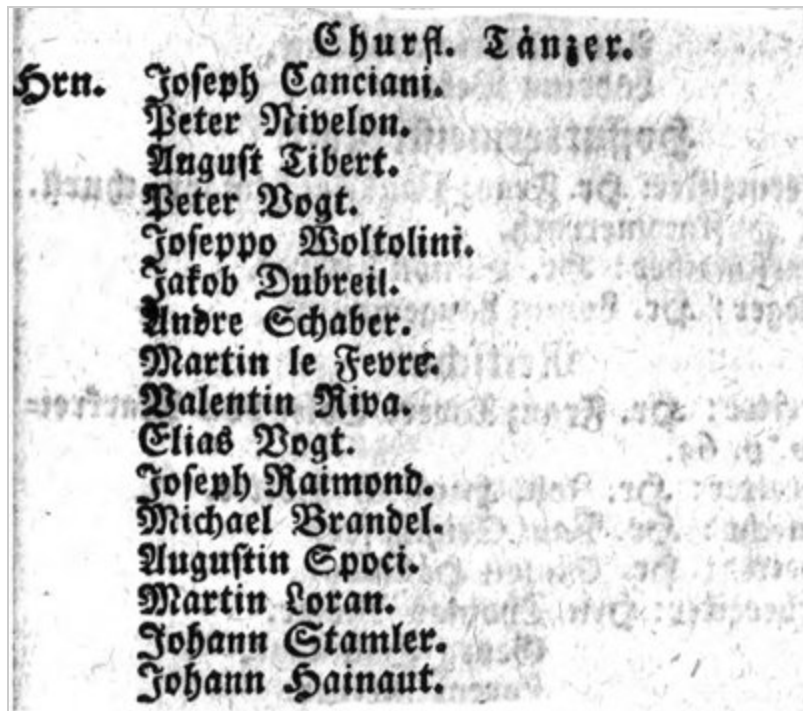 Churfl. Tänzer.
Hrn. Joseph Canciani.
Peter Nivelon.
August Tibert.
Peter Vogt.
Joseppo Woltolini.
Jakob Dubreil.
Andre Schaber.
Martin le Fevre.
Valentin Riva.
Elias Vogt.
Joseph Raimond.
Michael Brandel.
Augustin Spoci.
Martin Loran.
Johann Stamler.
Johann Hainaut.